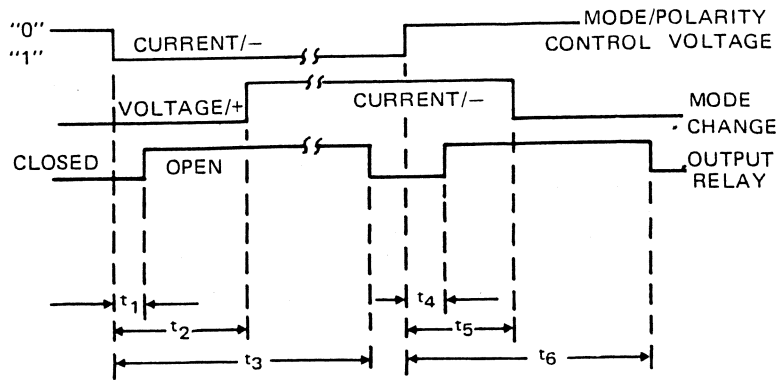 "0"
"1"
CURRENT/−
MODE/POLARITY
CONTROL VOLTAGE
VOLTAGE/+
CURRENT/−
MODE
CHANGE
CLOSED
OPEN
OUTPUT
RELAY
t1
t4
t2
t5
t3
t6